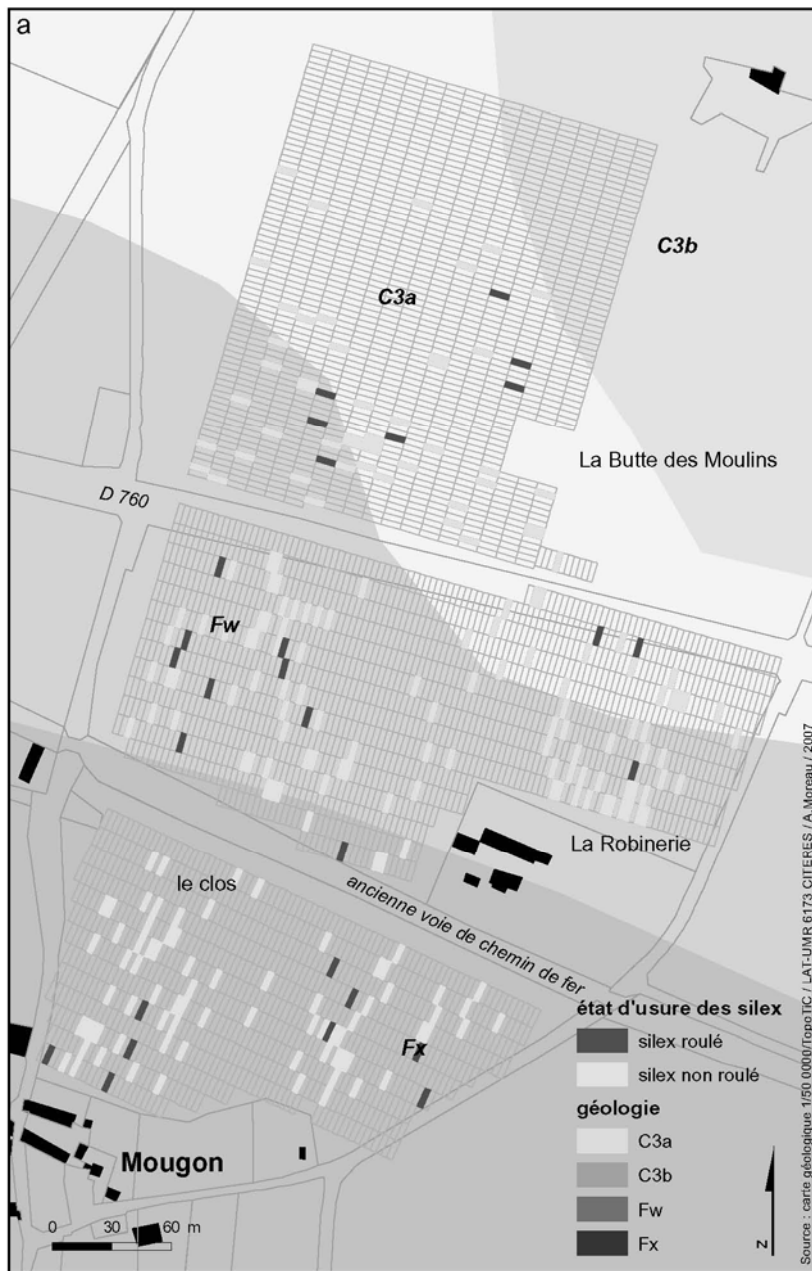 a
C3b
C3a
La Butte des Moulins
D 760
Fw
La Robinerie
le clos
ancienne voie de chemin de fer
Fx
Mougon
0 30 60 m
état d'usure des silex
silex roulé
silex non roulé
géologie
C3a
C3b
Fw
Fx
N
Source : carte géologique 1/50 0000/TopoTIC / LAT-UMR 6173 CITERES / A.Moreau / 2007